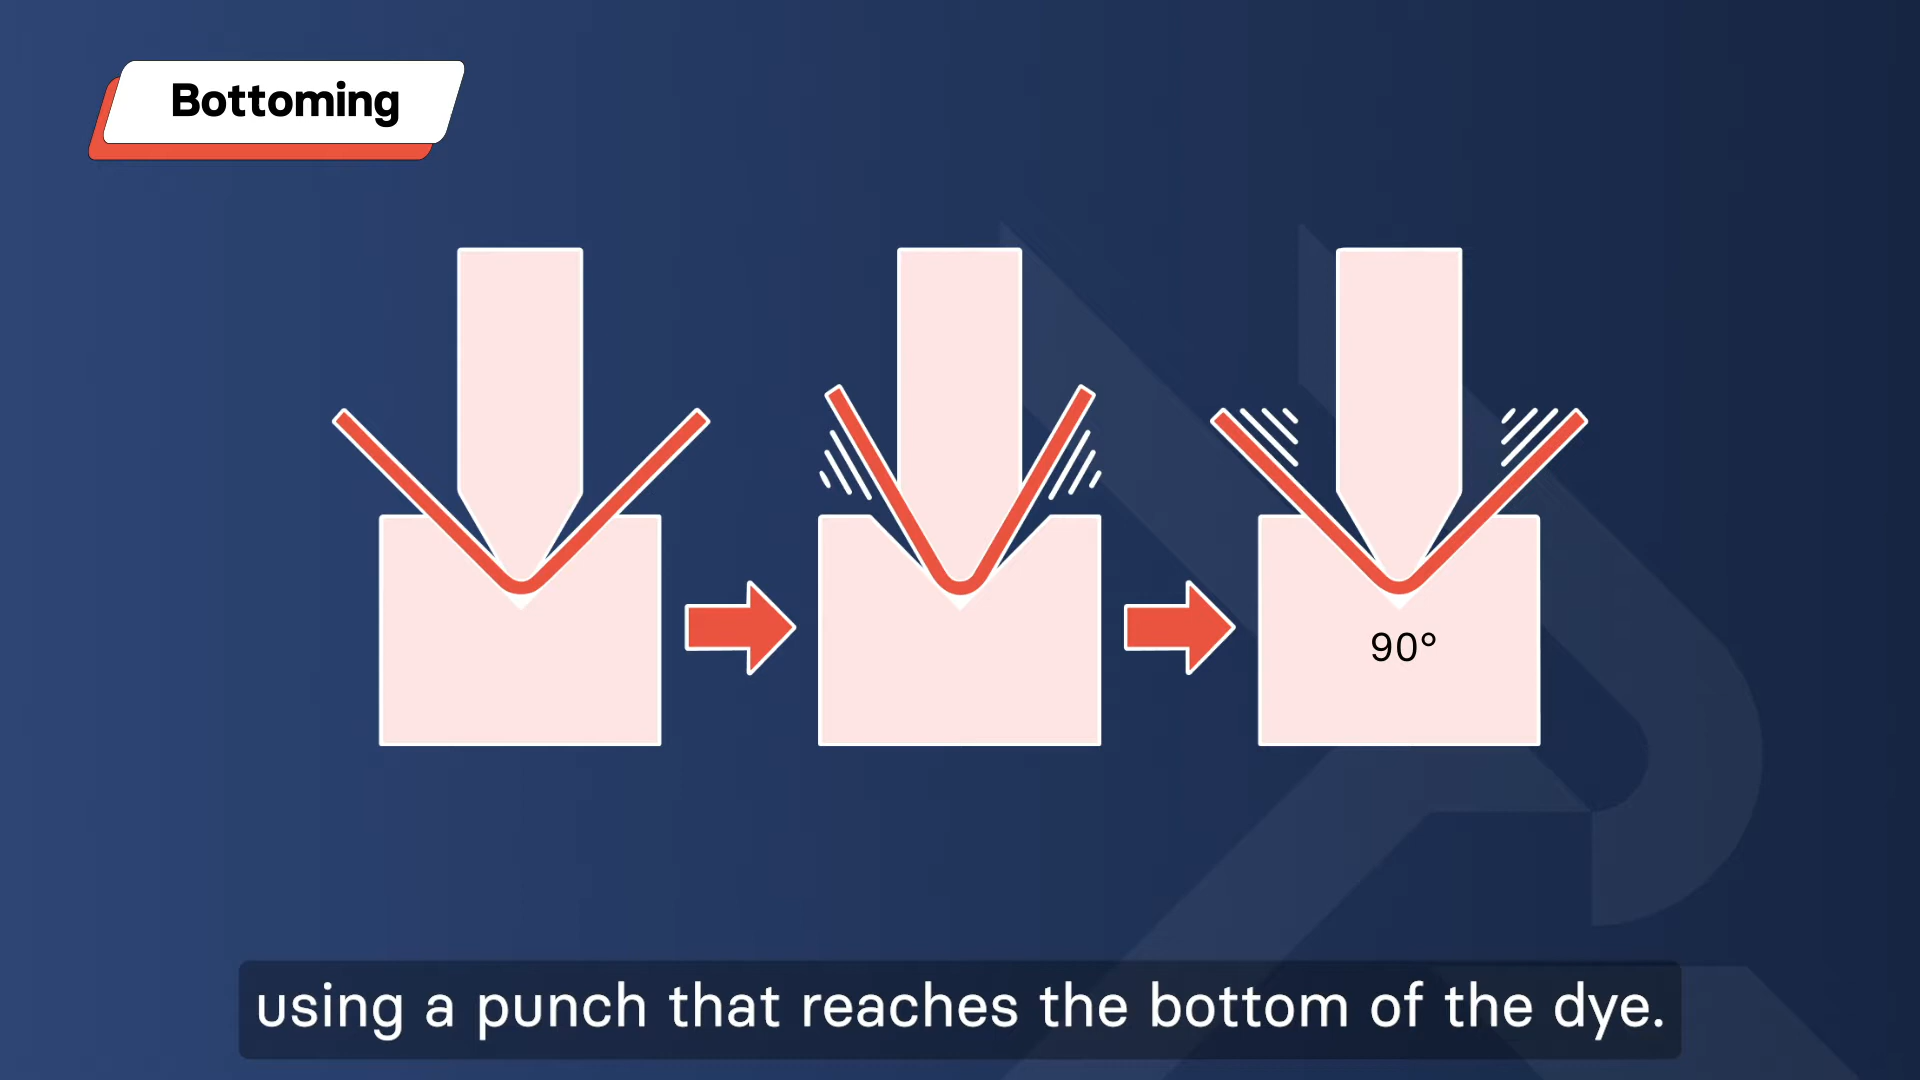 Bottoming
90°
using a punch that reaches the bottom of the dye.